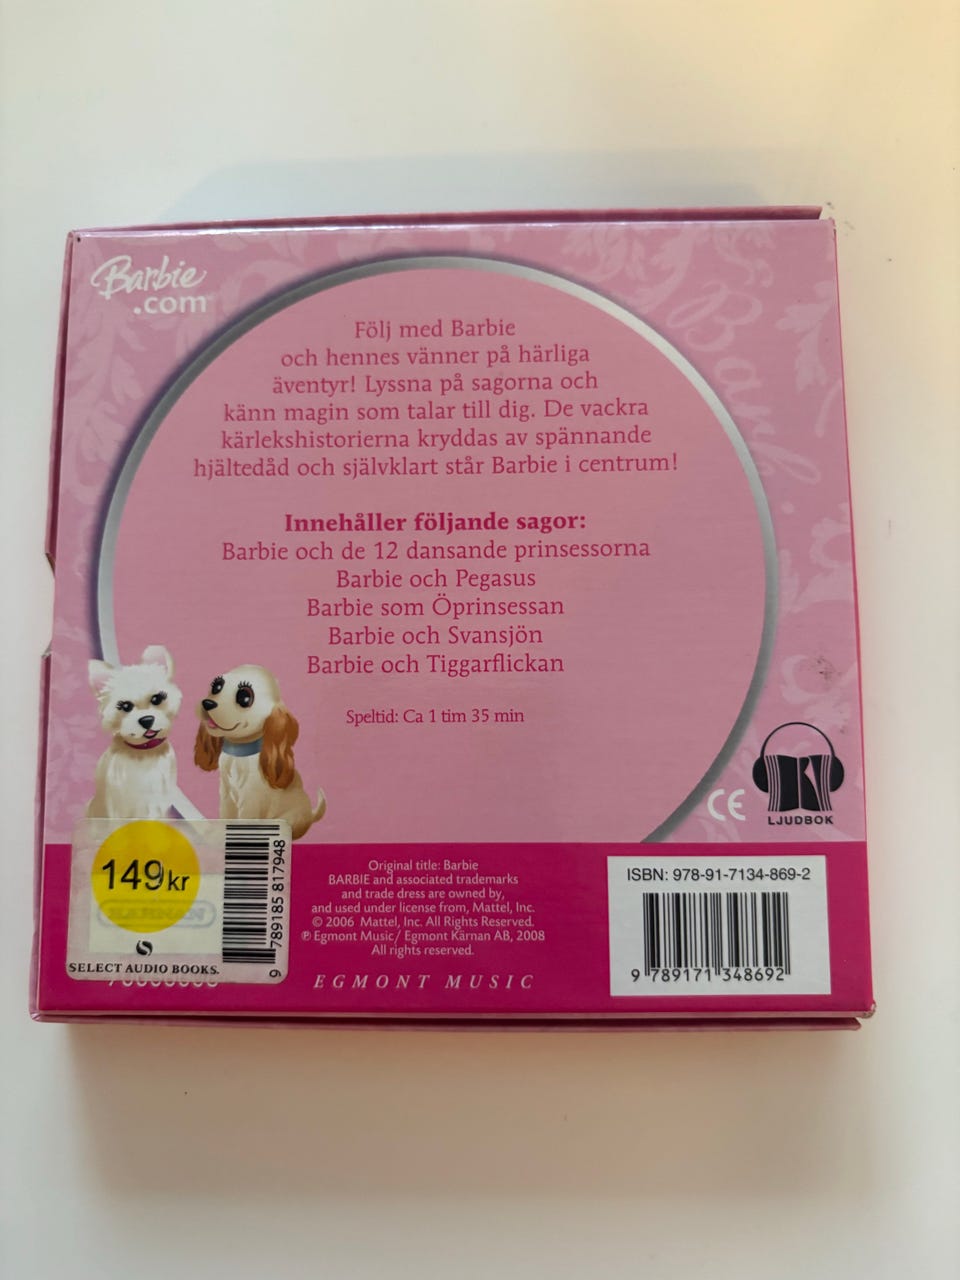 Barbie
.com
Följ med Barbie
och hennes vänner på härliga
äventyr! Lyssna på sagorna och
känn magin som talar till dig. De vackra
kärlekshistorierna kryddas av spännande
hjältedåd och självklart står Barbie i centrum!
Innehåller följande sagor:
Barbie och de 12 dansande prinsessorna
Barbie och Pegasus
Barbie som Öprinsessan
Barbie och Svansjön
Barbie och Tiggarflickan
Speltid: Ca 1 tim 35 min
CE
LJUDBOK
149kr
SELECT AUDIO BOOKS.
9 789185 817948
Original title: Barbie
BARBIE and associated trademarks
and trade dress are owned by,
and used under license from, Mattel, Inc.
© 2006 Mattel, Inc. All Rights Reserved.
℗ Egmont Music/ Egmont Kärnan AB, 2008
All rights reserved.
EGMONT MUSIC
ISBN: 978-91-7134-869-2
9 789171 348692